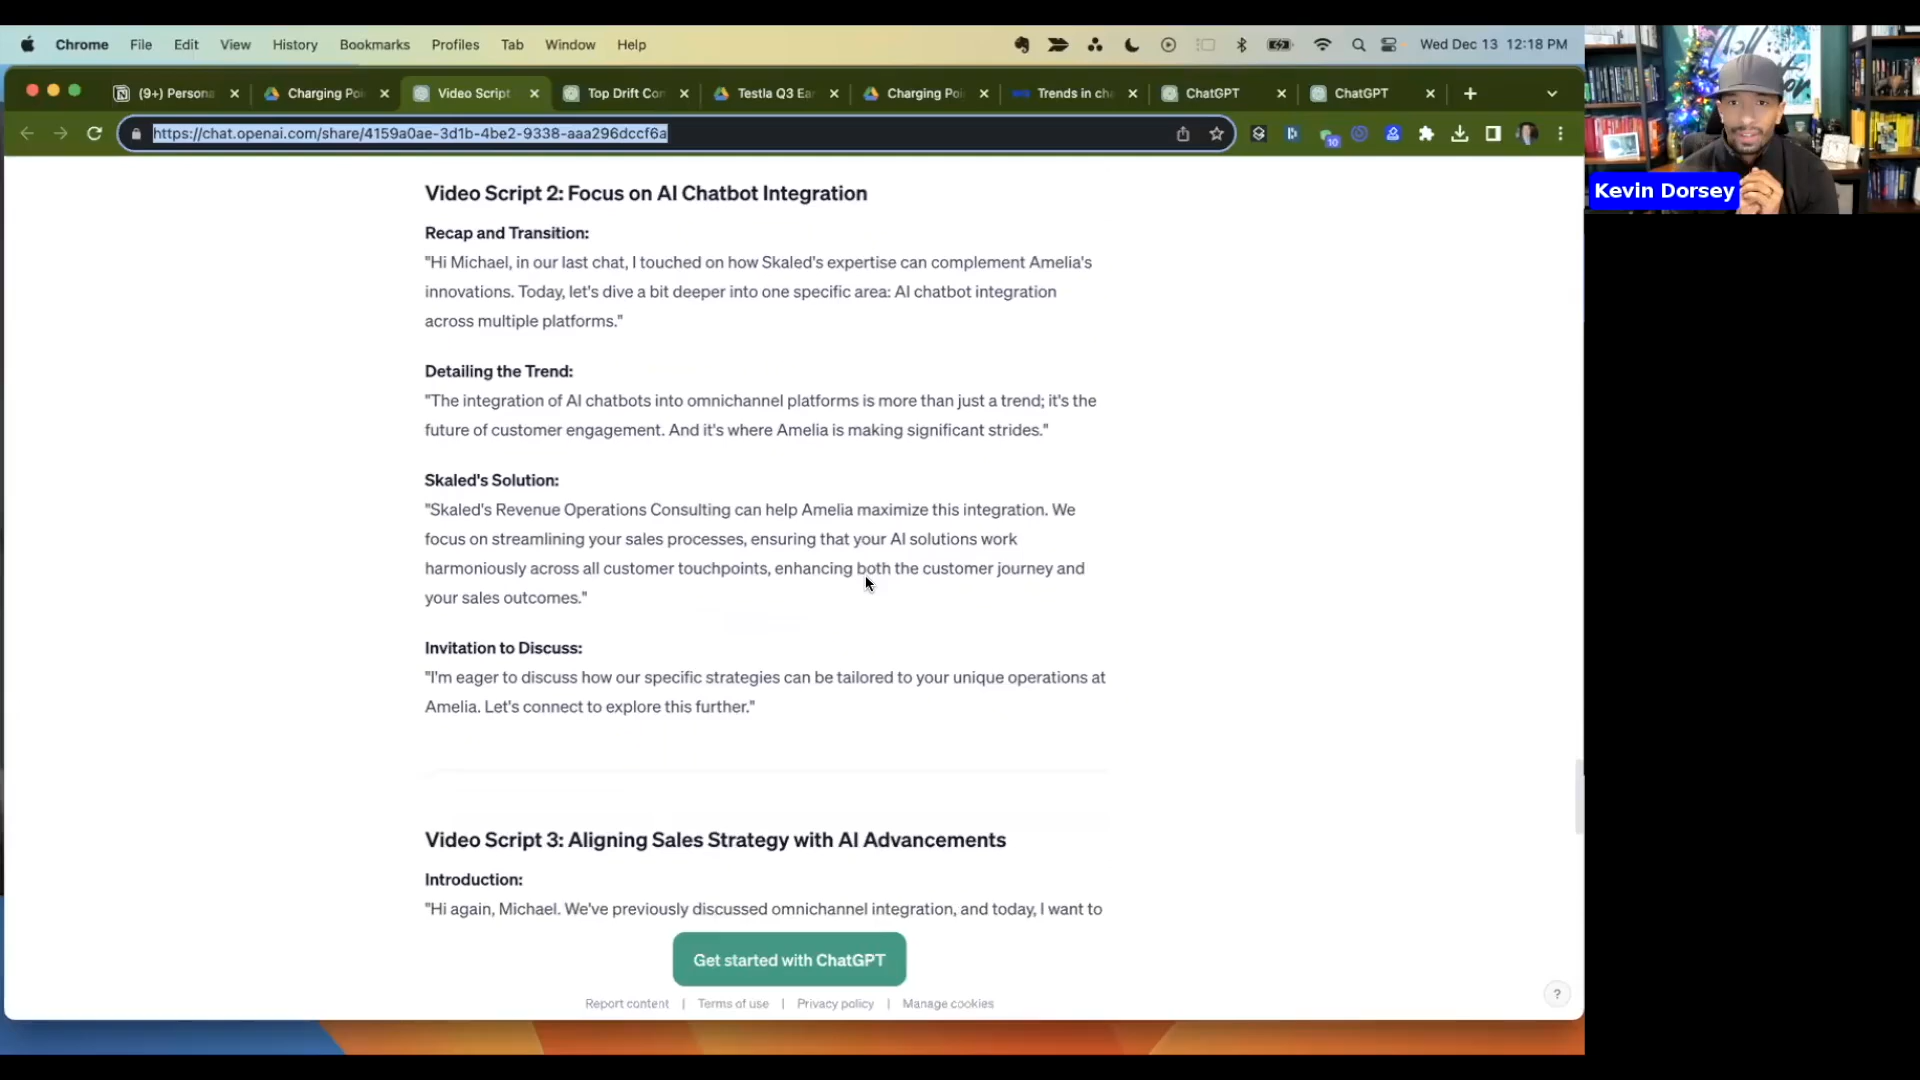 Chrome File Edit View History Bookmarks Profiles Tab Window Help Wed Dec 13 12:18 PM
(9+) Persona Charging Poi Video Script Top Drift Cor Testla Q3 Ear Charging Poi Trends in ch ChatGPT ChatGPT
https://chat.openai.com/share/4159a0ae-3d1b-4be2-9338-aaa296dccf6a
10
Kevin Dorsey
Video Script 2: Focus on AI Chatbot Integration
Recap and Transition:
"Hi Michael, in our last chat, I touched on how Skaled's expertise can complement Amelia's
innovations. Today, let's dive a bit deeper into one specific area: AI chatbot integration
across multiple platforms."
Detailing the Trend:
"The integration of AI chatbots into omnichannel platforms is more than just a trend; it's the
future of customer engagement. And it's where Amelia is making significant strides."
Skaled's Solution:
"Skaled's Revenue Operations Consulting can help Amelia maximize this integration. We
focus on streamlining your sales processes, ensuring that your AI solutions work
harmoniously across all customer touchpoints, enhancing both the customer journey and
your sales outcomes."
Invitation to Discuss:
"I'm eager to discuss how our specific strategies can be tailored to your unique operations at
Amelia. Let's connect to explore this further."
Video Script 3: Aligning Sales Strategy with AI Advancements
Introduction:
"Hi again, Michael. We've previously discussed omnichannel integration, and today, I want to
Get started with ChatGPT
Report content | Terms of use | Privacy policy | Manage cookies
?